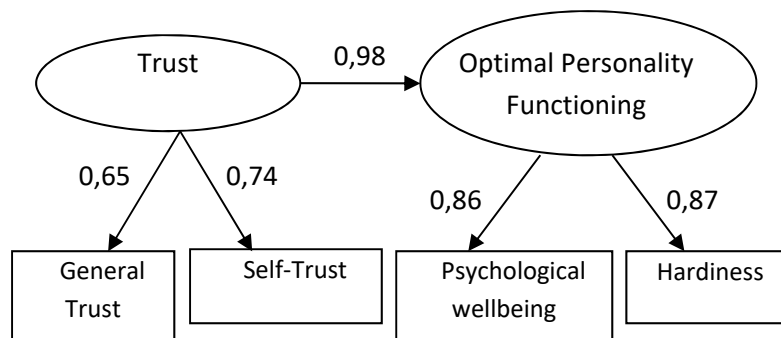 Trust
0,98
Optimal Personality
Functioning
0,65
0,74
0,86
0,87
General
Trust
Self-Trust
Psychological
wellbeing
Hardiness